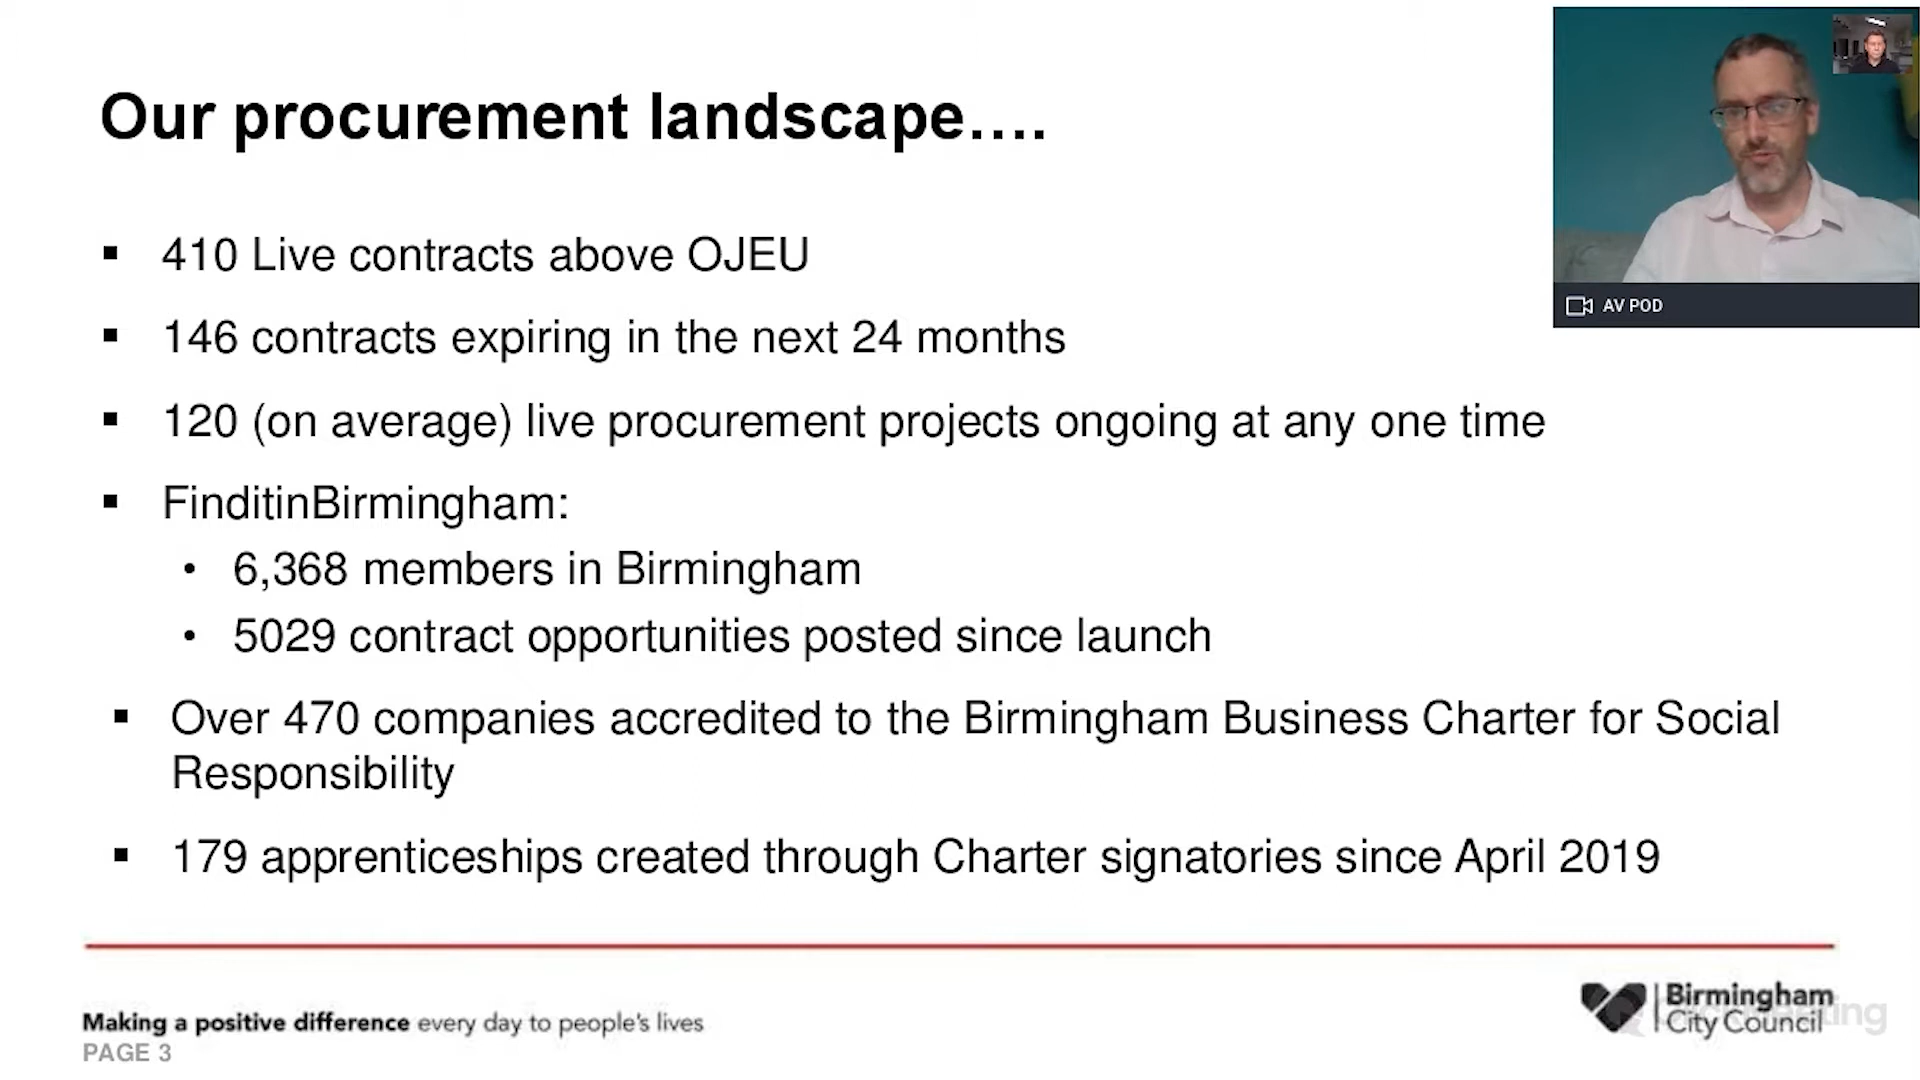 Our procurement landscape….
▪ 410 Live contracts above OJEU
▪ 146 contracts expiring in the next 24 months
▪ 120 (on average) live procurement projects ongoing at any one time
▪ FinditinBirmingham:
• 6,368 members in Birmingham
• 5029 contract opportunities posted since launch
▪ Over 470 companies accredited to the Birmingham Business Charter for Social
Responsibility
▪ 179 apprenticeships created through Charter signatories since April 2019
AV POD
Making a positive difference every day to people's lives
PAGE 3
Birmingham
City Council